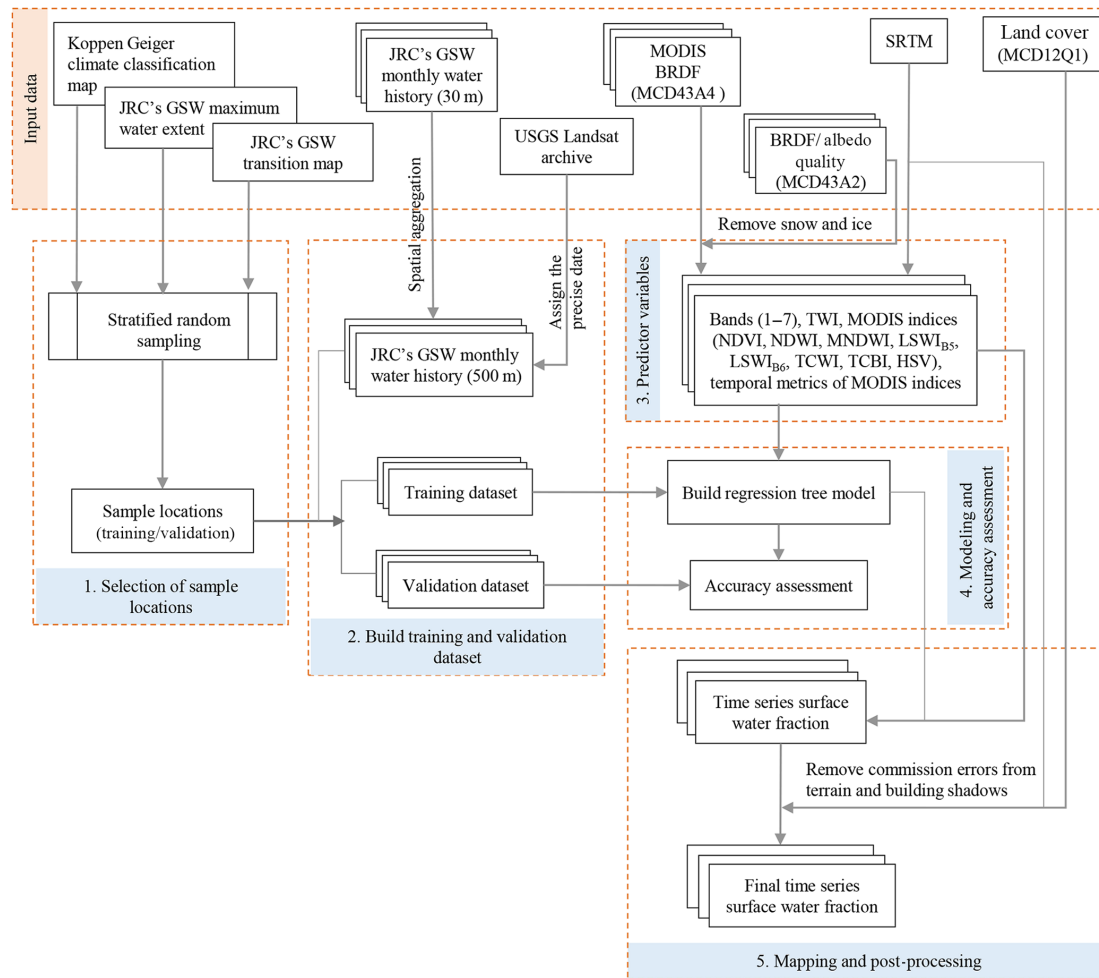 Input data
Koppen Geiger
climate classification
map
JRC's GSW maximum
water extent
JRC's GSW
transition map
JRC's GSW
monthly water
history (30 m)
USGS Landsat
archive
MODIS
BRDF
(MCD43A4 )
BRDF/ albedo
quality
(MCD43A2)
SRTM
Land cover
(MCD12Q1)
Spatial aggregation
Assign the
precise date
Remove snow and ice
Stratified random
sampling
Sample locations
(training/validation)
1. Selection of sample
locations
JRC's GSW monthly
water history (500 m)
Training dataset
Validation dataset
2. Build training and validation
dataset
3. Predictor variables
Bands (1–7), TWI, MODIS indices
(NDVI, NDWI, MNDWI, LSWIB5,
LSWIB6, TCWI, TCBI, HSV),
temporal metrics of MODIS indices
Build regression tree model
Accuracy assessment
4. Modeling and
accuracy assessment
Time series surface
water fraction
Remove commission errors from
terrain and building shadows
Final time series
surface water fraction
5. Mapping and post-processing